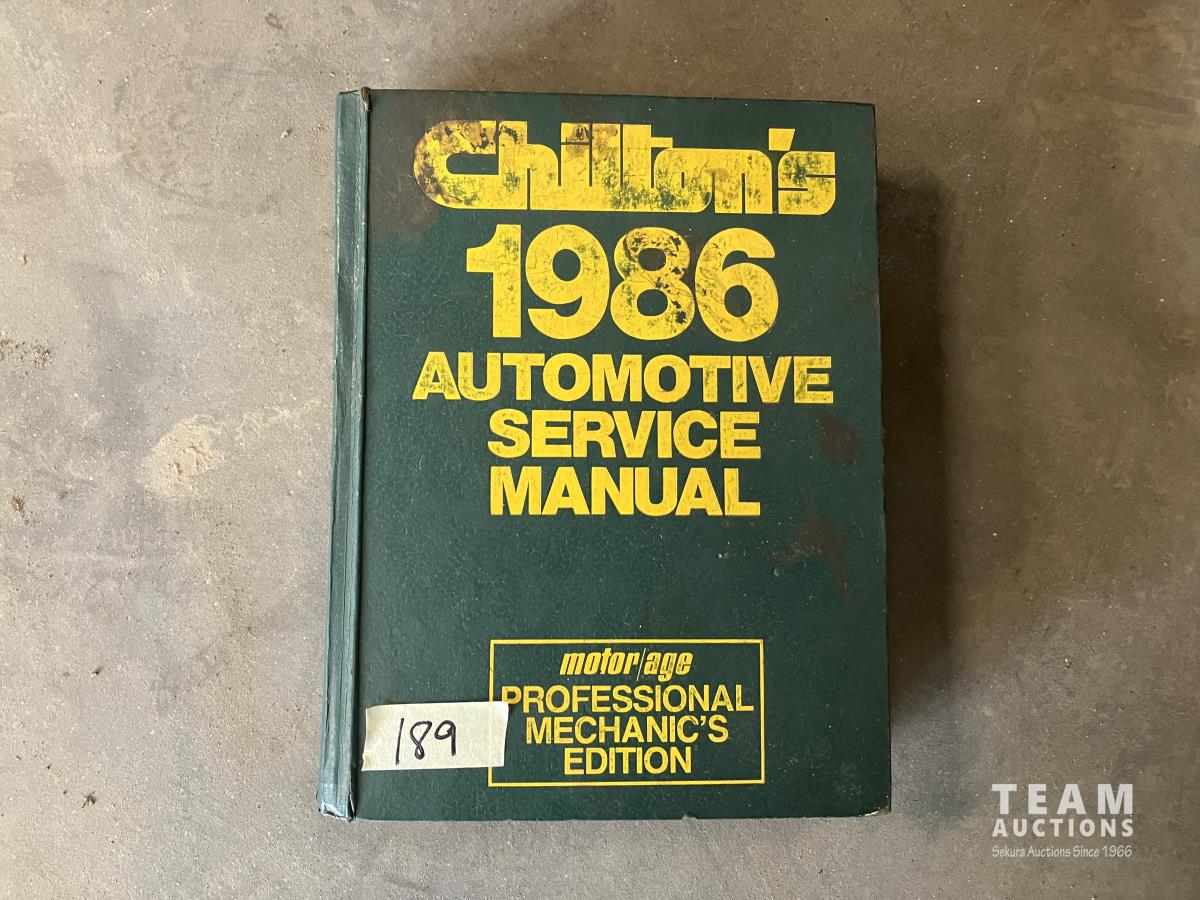 Chilton's
1986
AUTOMOTIVE
SERVICE
MANUAL
motor/age
PROFESSIONAL
MECHANIC'S
EDITION
189
TEAM
AUCTIONS
Sekura Auctions Since 1966